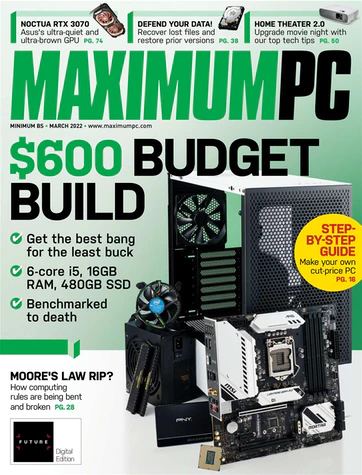 NOCTUA RTX 3070
Asus's ultra-quiet and
ultra-brown GPU PG. 74
DEFEND YOUR DATA!
Recover lost files and
restore prior versions PG. 38
HOME THEATER 2.0
Upgrade movie night with
our top tech tips PG. 60
MAXIMUMPC
MINIMUM BS • MARCH 2022 • www.maximumpc.com
$600 BUDGET
BUILD
Get the best bang
for the least buck
6-core i5, 16GB
RAM, 480GB SSD
Benchmarked
to death
STEP-
BY-STEP
GUIDE
Make your own
cut-price PC
PG. 16
MOORE'S LAW RIP?
How computing
rules are being bent
and broken PG. 28
FUTURE
Digital
Edition
PNY
msi